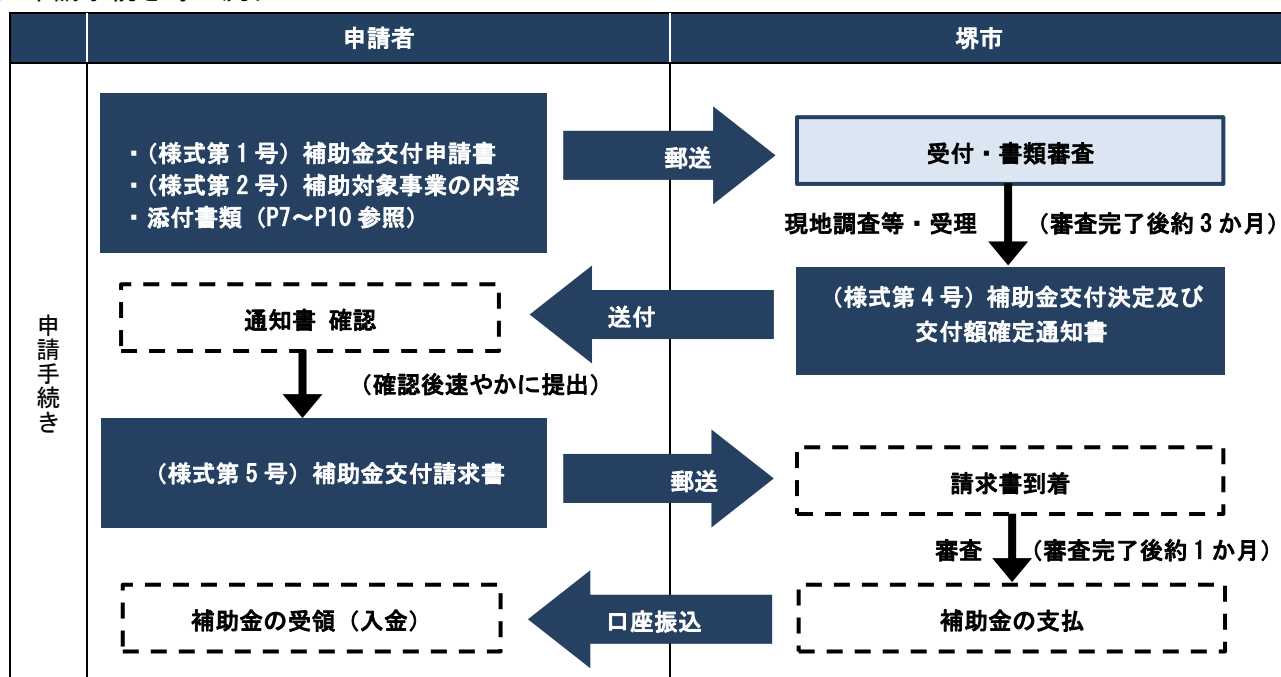 申請者
堺市
申請手続き
・(様式第1号)補助金交付申請書
・(様式第2号)補助対象事業の内容
・添付書類(P7~P10 参照)
郵送
受付・書類審査
現地調査等・受理
(審査完了後約3か月)
(様式第4号)補助金交付決定及び
交付額確定通知書
送付
通知書 確認
(確認後速やかに提出)
(様式第5号)補助金交付請求書
郵送
請求書到着
審査
(審査完了後約1か月)
補助金の支払
口座振込
補助金の受領(入金)